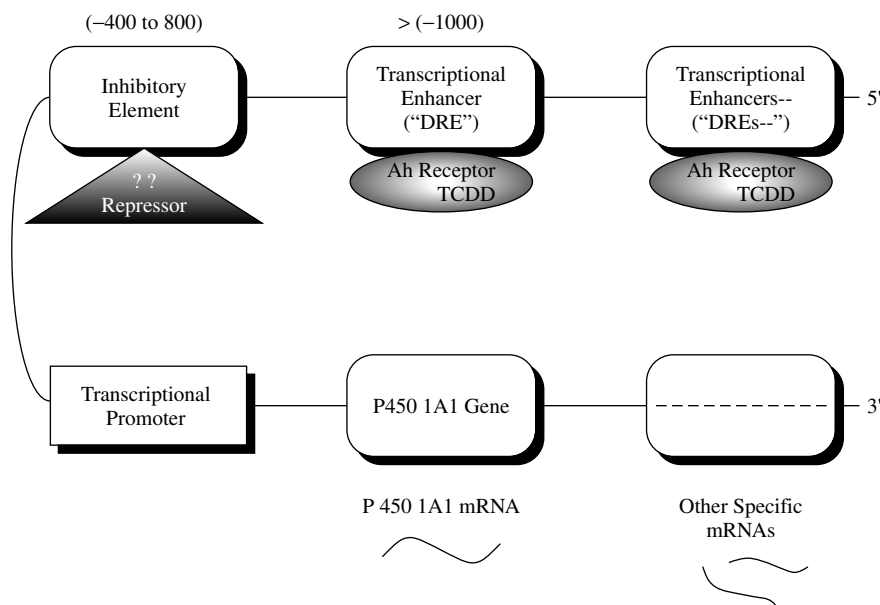 (−400 to 800)
> (−1000)
Inhibitory
Element
Transcriptional
Enhancer
(“DRE”)
Transcriptional
Enhancers--
(“DREs--”)
5'
? ?
Repressor
Ah Receptor
TCDD
Ah Receptor
TCDD
Transcriptional
Promoter
P450 1A1 Gene
3'
P 450 1A1 mRNA
Other Specific
mRNAs